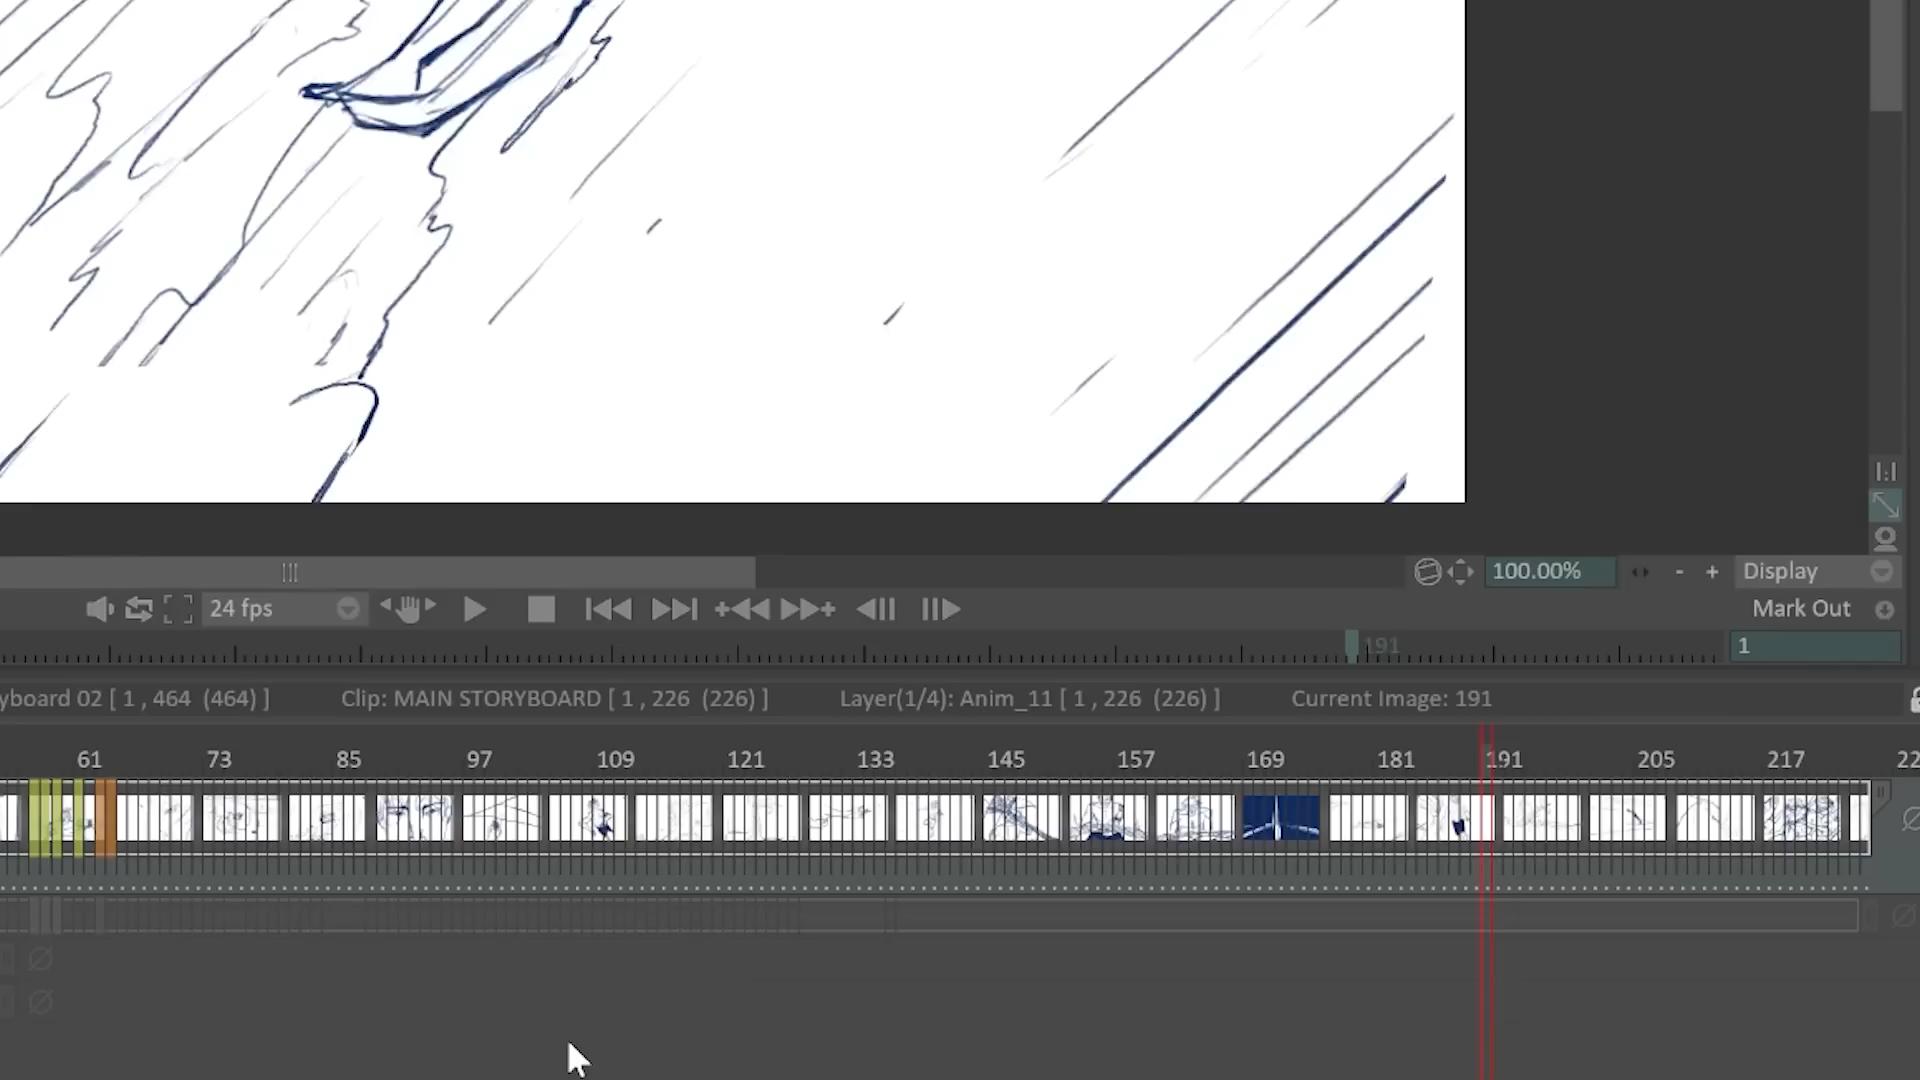 1:1
100.00%
- +
Display
24 fps
Mark Out
191
1
yboard 02 [ 1 , 464 (464) ]
Clip: MAIN STORYBOARD [ 1 , 226 (226) ]
Layer(1/4): Anim_11 [ 1 , 226 (226) ]
Current Image: 191
61 73 85 97 109 121 133 145 157 169 181 191 205 217 22